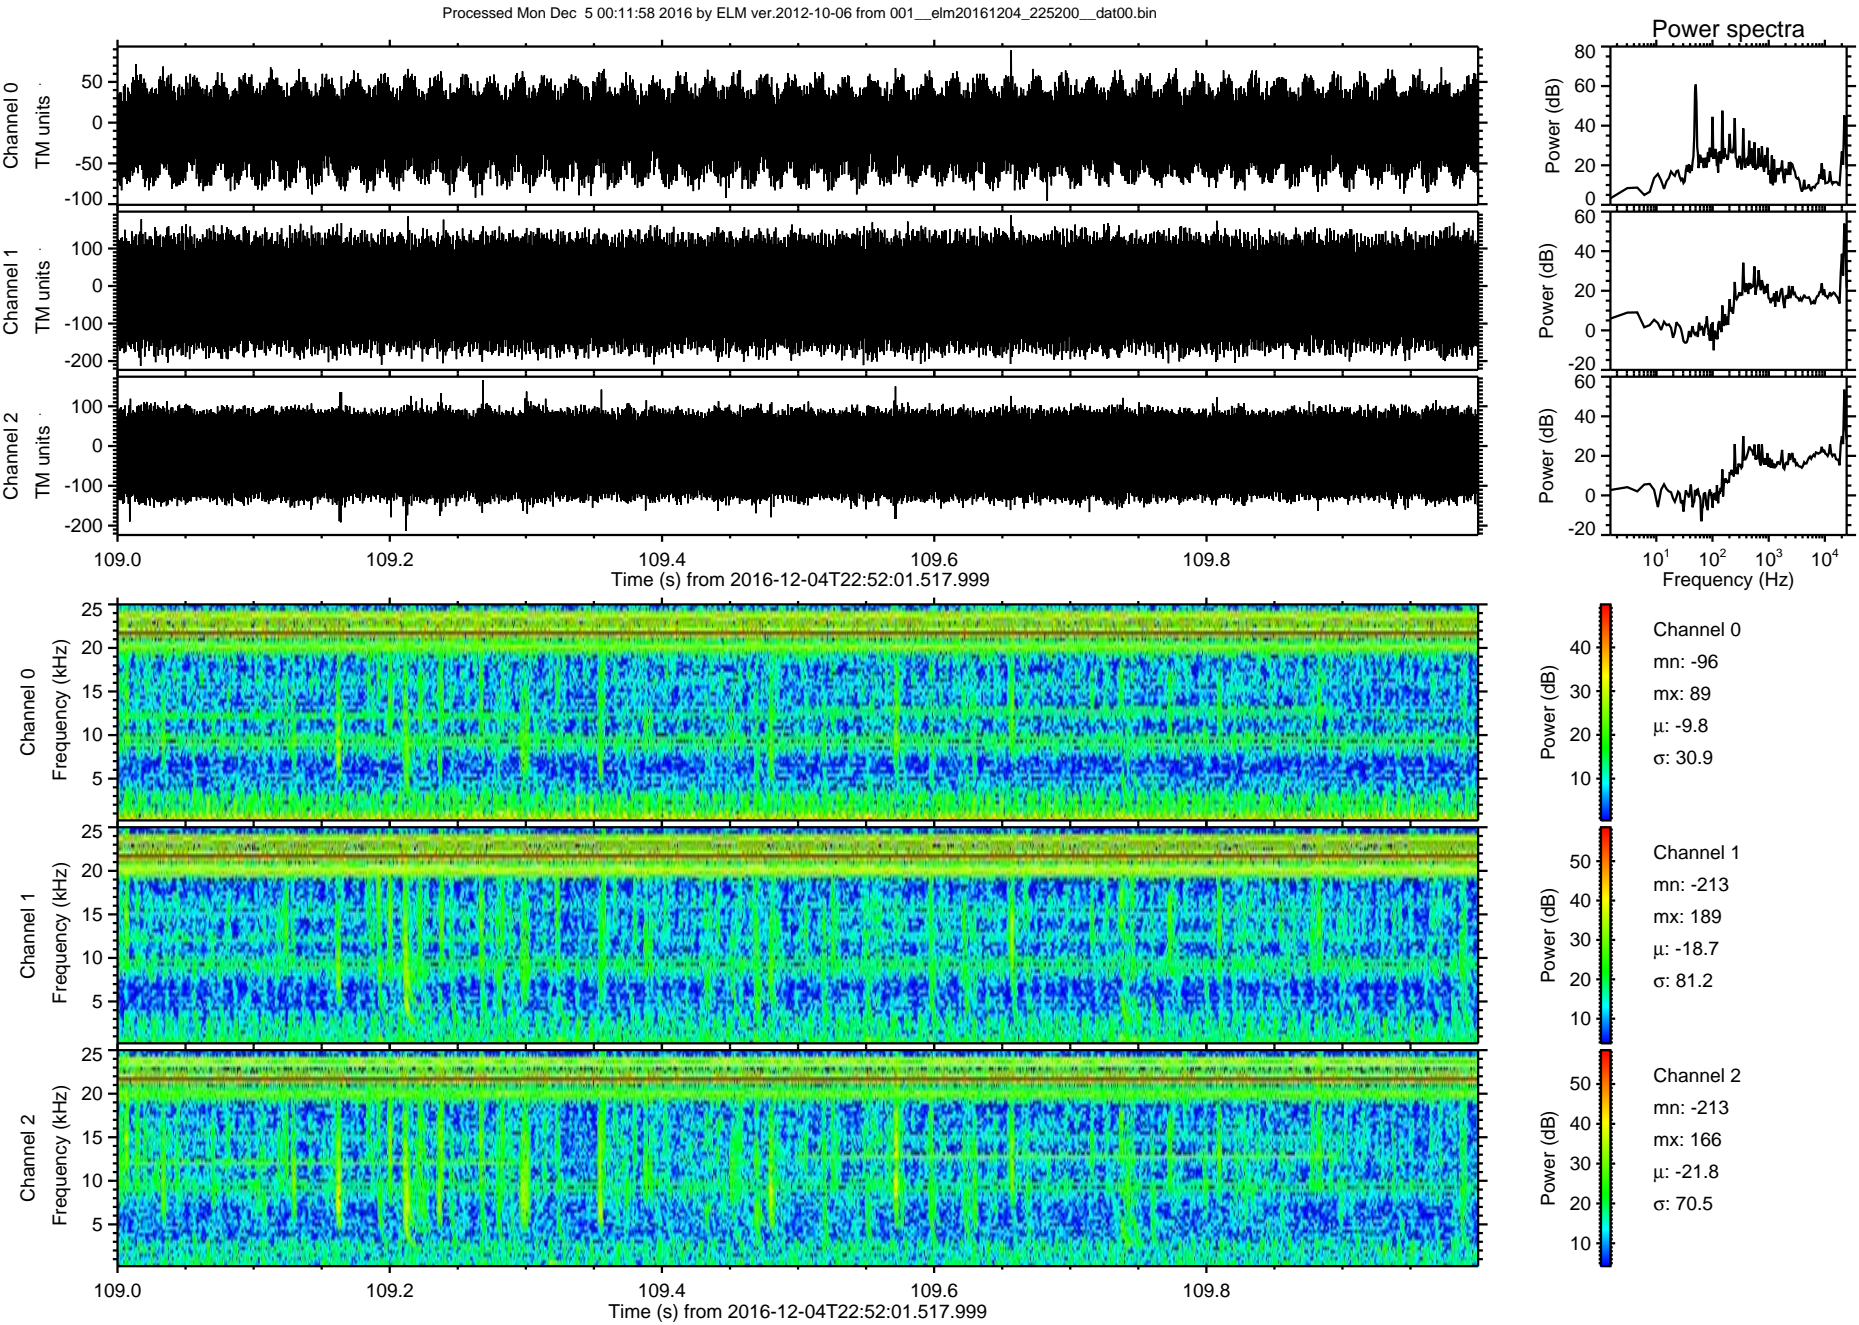 Processed Mon Dec  5 00:11:58 2016 by ELM ver.2012-10-06 from 001__elm20161204_225200__dat00.bin
Power spectra
Channel 0
TM units
50
0
-50
-100
Power (dB)
80
60
40
20
0
Channel 1
TM units
100
0
-100
-200
Power (dB)
60
40
20
0
-20
Channel 2
TM units
100
0
-100
-200
Power (dB)
60
40
20
0
-20
109.0 109.2 109.4 109.6 109.8
Time (s) from 2016-12-04T22:52:01.517.999
10¹ 10² 10³ 10⁴
Frequency (Hz)
Channel 0
Frequency (kHz)
25
20
15
10
5
Power (dB)
40
30
20
10
Channel 0
mn: -96
mx: 89
μ: -9.8
σ: 30.9
Channel 1
Frequency (kHz)
25
20
15
10
5
Power (dB)
50
40
30
20
10
Channel 1
mn: -213
mx: 189
μ: -18.7
σ: 81.2
Channel 2
Frequency (kHz)
25
20
15
10
5
Power (dB)
50
40
30
20
10
Channel 2
mn: -213
mx: 166
μ: -21.8
σ: 70.5
109.0 109.2 109.4 109.6 109.8
Time (s) from 2016-12-04T22:52:01.517.999